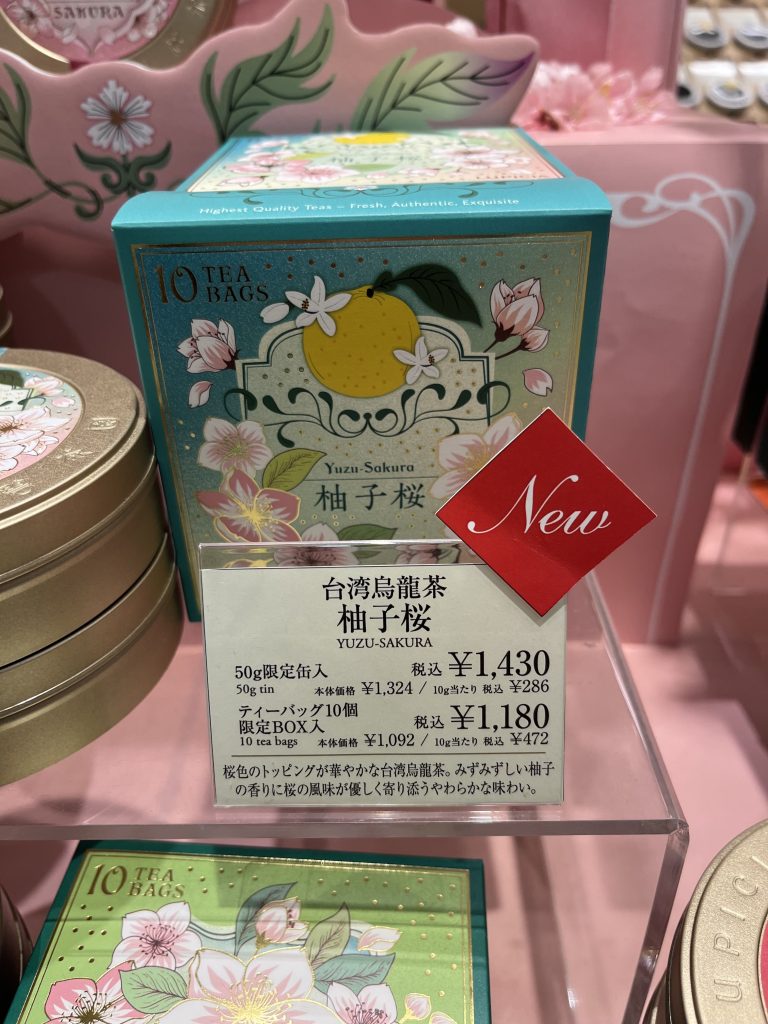 SAKURA
柚子桜
LUPICIA
Highest Quality Teas – Fresh, Authentic, Exquisite
10 TEA
BAGS
Yuzu-Sakura
柚子桜
New
台湾烏龍茶
柚子桜
YUZU-SAKURA
50g限定缶入 税込 ¥1,430
50g tin 本体価格 ¥1,324 / 10g当たり 税込 ¥286
ティーバッグ10個
限定BOX入 税込 ¥1,180
10 tea bags 本体価格 ¥1,092 / 10g当たり 税込 ¥472
桜色のトッピングが華やかな台湾烏龍茶。みずみずしい柚子
の香りに桜の風味が優しく寄り添うやわらかな味わい。
10 TEA
BAGS
UPICI